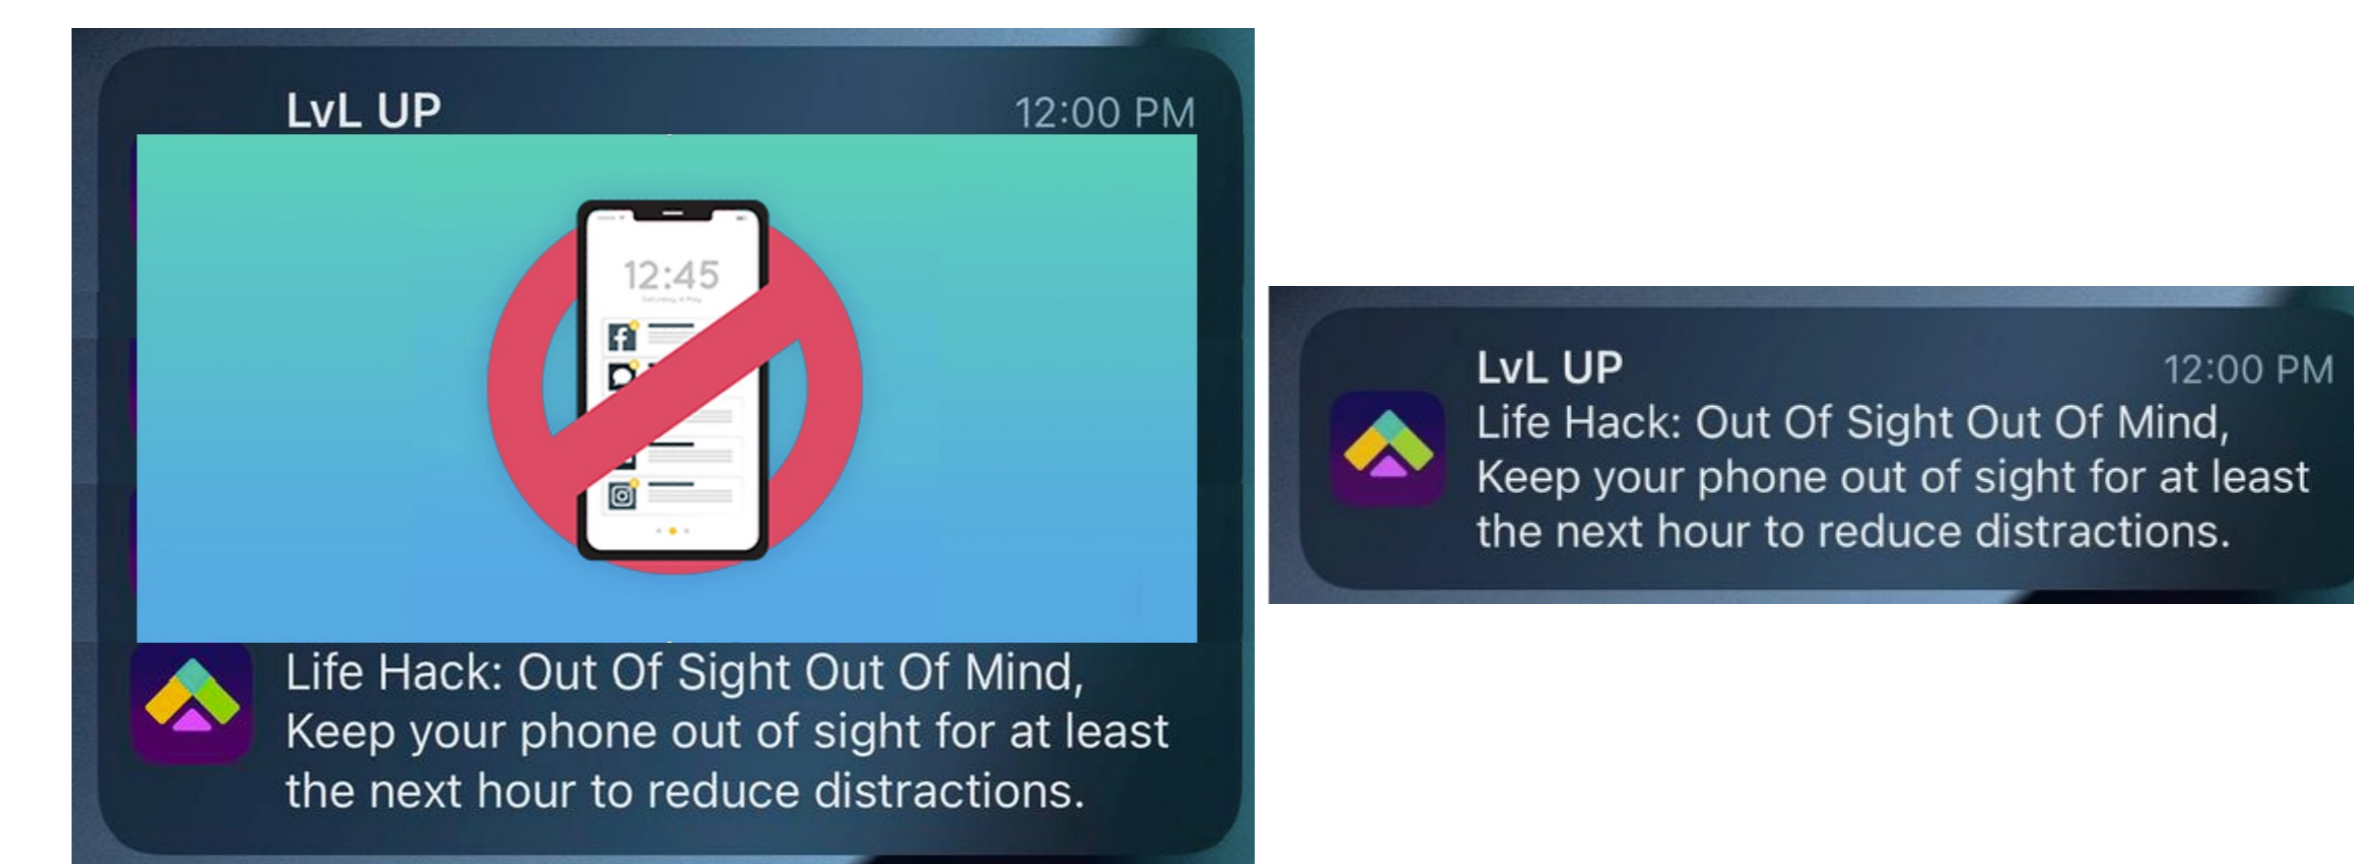 LvL UP
12:00 PM
12:45
Life Hack: Out Of Sight Out Of Mind,
Keep your phone out of sight for at least
the next hour to reduce distractions.
LvL UP
12:00 PM
Life Hack: Out Of Sight Out Of Mind,
Keep your phone out of sight for at least
the next hour to reduce distractions.